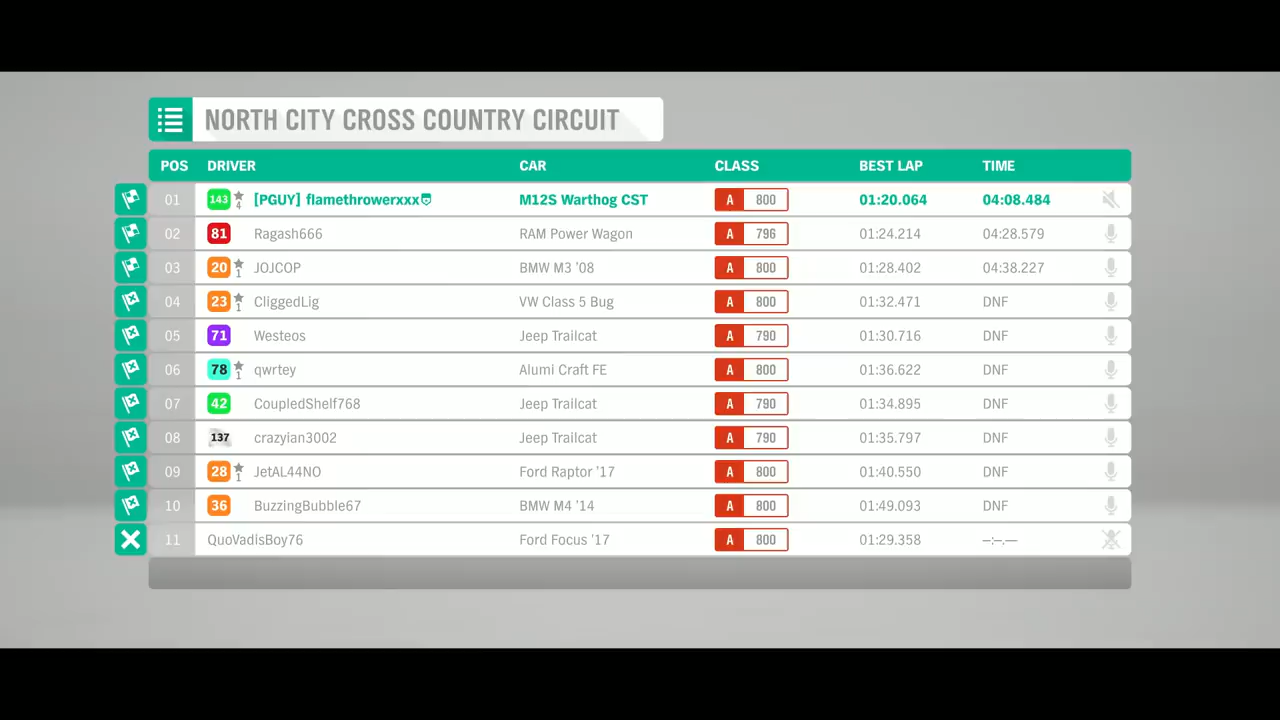 NORTH CITY CROSS COUNTRY CIRCUIT
POS DRIVER CAR CLASS BEST LAP TIME
01 143 4 [PGUY] flamethrowerxxx M12S Warthog CST A 800 01:20.064 04:08.484
02 81 Ragash666 RAM Power Wagon A 796 01:24.214 04:28.579
03 20 1 JOJCOP BMW M3 '08 A 800 01:28.402 04:38.227
04 23 1 CliggedLig VW Class 5 Bug A 800 01:32.471 DNF
05 71 Westeos Jeep Trailcat A 790 01:30.716 DNF
06 78 1 qwrtey Alumi Craft FE A 800 01:36.622 DNF
07 42 CoupledShelf768 Jeep Trailcat A 790 01:34.895 DNF
08 137 crazyian3002 Jeep Trailcat A 790 01:35.797 DNF
09 28 1 JetAL44NO Ford Raptor '17 A 800 01:40.550 DNF
10 36 BuzzingBubble67 BMW M4 '14 A 800 01:49.093 DNF
11 QuoVadisBoy76 Ford Focus '17 A 800 01:29.358 –:–.––